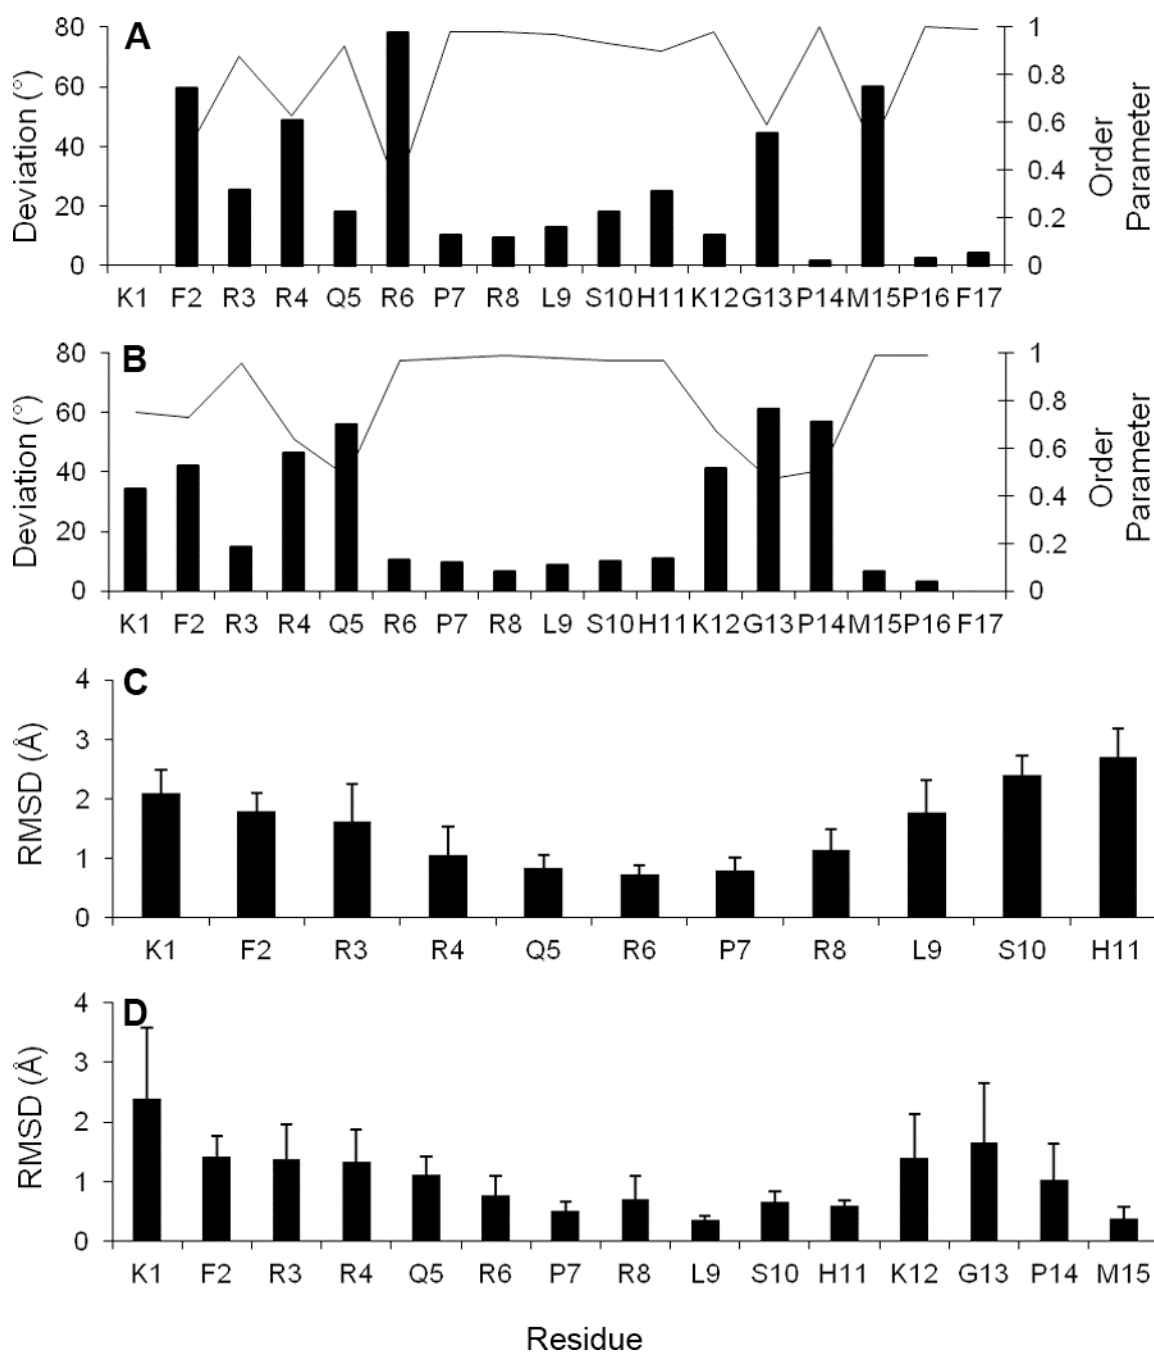 A
80
60
40
20
0
Deviation (°)
1
0.8
0.6
0.4
0.2
0
Order
Parameter
K1 F2 R3 R4 Q5 R6 P7 R8 L9 S10 H11 K12 G13 P14 M15 P16 F17
B
80
60
40
20
0
Deviation (°)
1
0.8
0.6
0.4
0.2
0
Order
Parameter
K1 F2 R3 R4 Q5 R6 P7 R8 L9 S10 H11 K12 G13 P14 M15 P16 F17
C
4
3
2
1
0
RMSD (Å)
K1 F2 R3 R4 Q5 R6 P7 R8 L9 S10 H11
D
4
3
2
1
0
RMSD (Å)
K1 F2 R3 R4 Q5 R6 P7 R8 L9 S10 H11 K12 G13 P14 M15
Residue